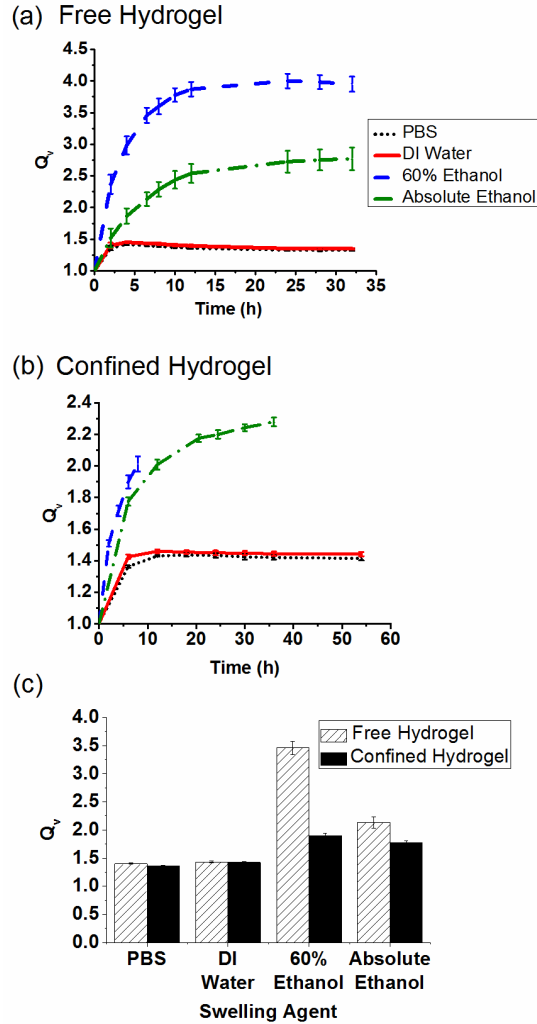 (a) Free Hydrogel
4.5
4.0
3.5
3.0
2.5
2.0
1.5
1.0
Qv
0 5 10 15 20 25 30 35
Time (h)
PBS
DI Water
60% Ethanol
Absolute Ethanol
(b) Confined Hydrogel
2.4
2.2
2.0
1.8
1.6
1.4
1.2
1.0
Qv
0 10 20 30 40 50 60
Time (h)
(c)
4.0
3.5
3.0
2.5
2.0
1.5
1.0
0.5
0.0
Qv
Free Hydrogel
Confined Hydrogel
PBS DI Water 60% Ethanol Absolute Ethanol
Swelling Agent